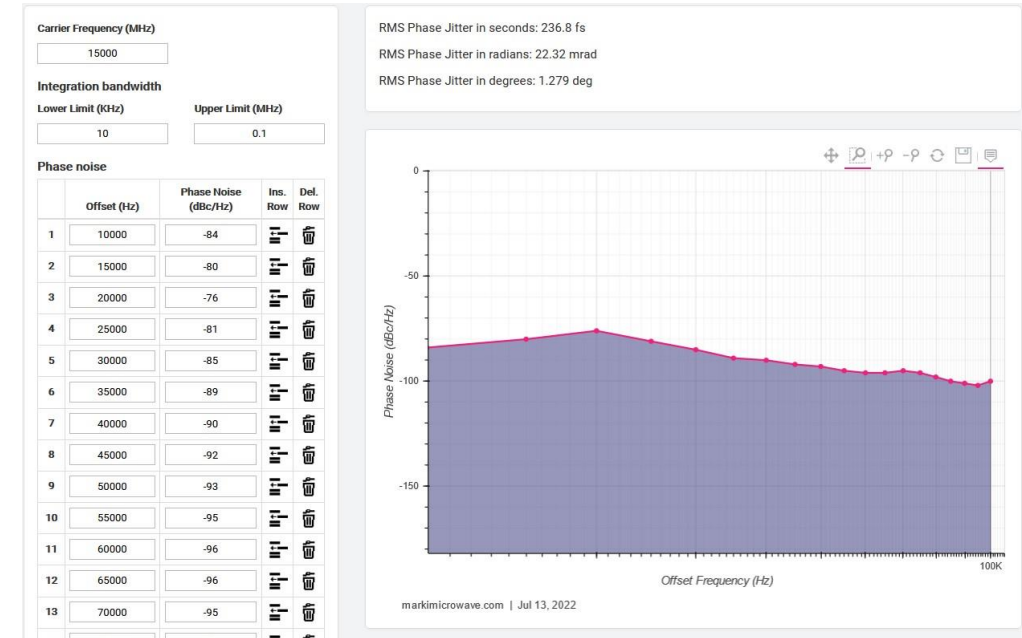 Carrier Frequency (MHz)
15000
Integration bandwidth
Lower Limit (KHz) Upper Limit (MHz)
10 0.1
Phase noise
Offset (Hz) Phase Noise (dBc/Hz) Ins. Row Del. Row
1 10000 -84
2 15000 -80
3 20000 -76
4 25000 -81
5 30000 -85
6 35000 -89
7 40000 -90
8 45000 -92
9 50000 -93
10 55000 -95
11 60000 -96
12 65000 -96
13 70000 -95
RMS Phase Jitter in seconds: 236.8 fs
RMS Phase Jitter in radians: 22.32 mrad
RMS Phase Jitter in degrees: 1.279 deg
0
-50
-100
-150
Phase Noise (dBc/Hz)
100K
Offset Frequency (Hz)
markimicrowave.com | Jul 13, 2022